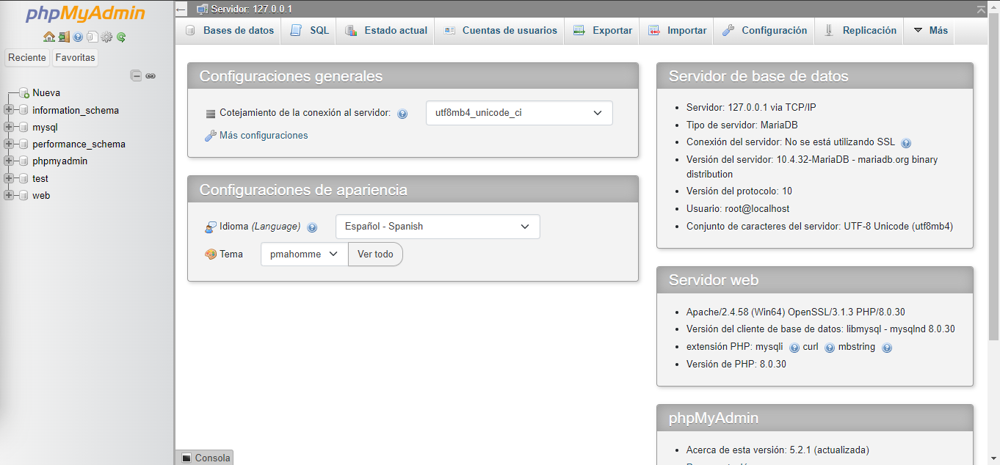 phpMyAdmin
Reciente Favoritas
Nueva
information_schema
mysql
performance_schema
phpmyadmin
test
web
Servidor: 127.0.0.1
Bases de datos SQL Estado actual Cuentas de usuarios Exportar Importar Configuración Replicación Más
Configuraciones generales
Cotejamiento de la conexión al servidor: utf8mb4_unicode_ci
Más configuraciones
Configuraciones de apariencia
Idioma (Language) Español - Spanish
Tema pmahomme Ver todo
Servidor de base de datos
Servidor: 127.0.0.1 via TCP/IP
Tipo de servidor: MariaDB
Conexión del servidor: No se está utilizando SSL
Versión del servidor: 10.4.32-MariaDB - mariadb.org binary
distribution
Versión del protocolo: 10
Usuario: root@localhost
Conjunto de caracteres del servidor: UTF-8 Unicode (utf8mb4)
Servidor web
Apache/2.4.58 (Win64) OpenSSL/3.1.3 PHP/8.0.30
Versión del cliente de base de datos: libmysql - mysqlnd 8.0.30
extensión PHP: mysqli curl mbstring
Versión de PHP: 8.0.30
phpMyAdmin
Acerca de esta versión: 5.2.1 (actualizada)
Consola